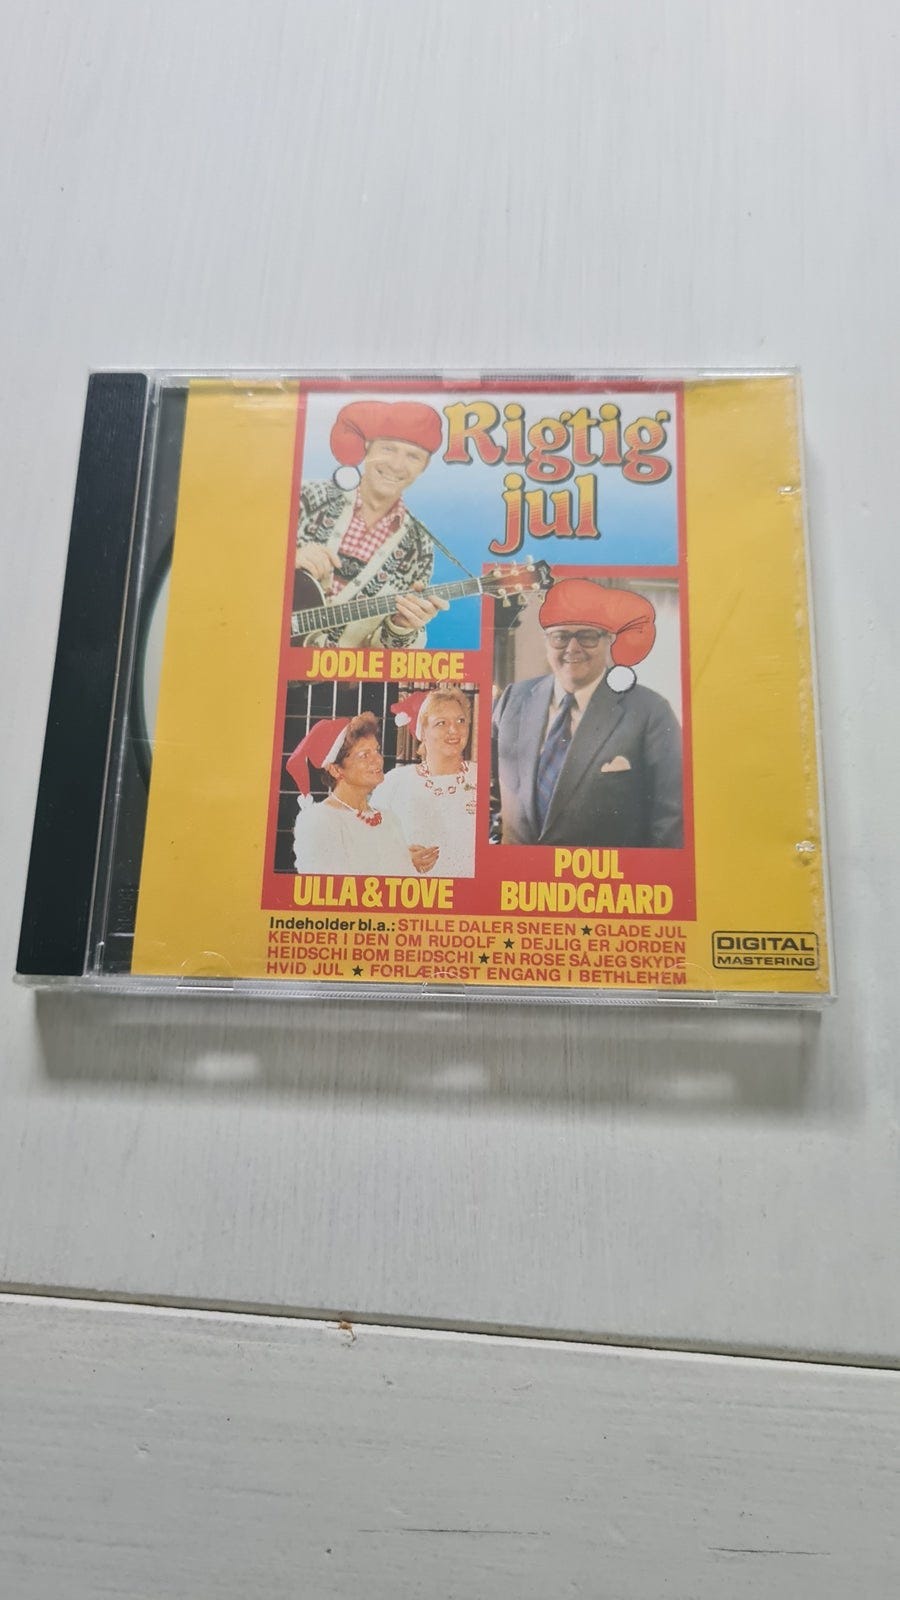 Rigtig
jul
JODLE BIRGE
ULLA & TOVE
POUL
BUNDGAARD
Indeholder bl.a.: STILLE DALER SNEEN ★ GLADE JUL
KENDER I DEN OM RUDOLF ★ DEJLIG ER JORDEN
HEIDSCHI BOM BEIDSCHI ★ EN ROSE SÅ JEG SKYDE
HVID JUL ★ FORLÆNGST ENGANG I BETHLEHEM
DIGITAL
MASTERING